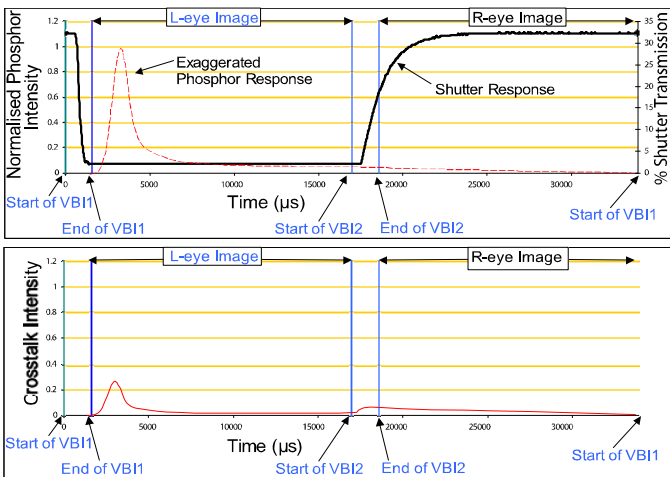 L-eye Image
R-eye Image
Normalised Phosphor
Intensity
1.2
1
0.8
0.6
0.4
0.2
0
35
30
25
20
15
10
5
0
% Shutter Transmission
Exaggerated
Phosphor Response
Shutter Response
0
5000
10000
15000
20000
25000
30000
Time (µs)
Start of VBI1
End of VBI1
Start of VBI2
End of VBI2
Start of VBI1
L-eye Image
R-eye Image
Crosstalk Intensity
1.2
1
0.8
0.6
0.4
0.2
0
0
5000
10000
15000
20000
25000
30000
Time (µs)
Start of VBI1
End of VBI1
Start of VBI2
End of VBI2
Start of VBI1